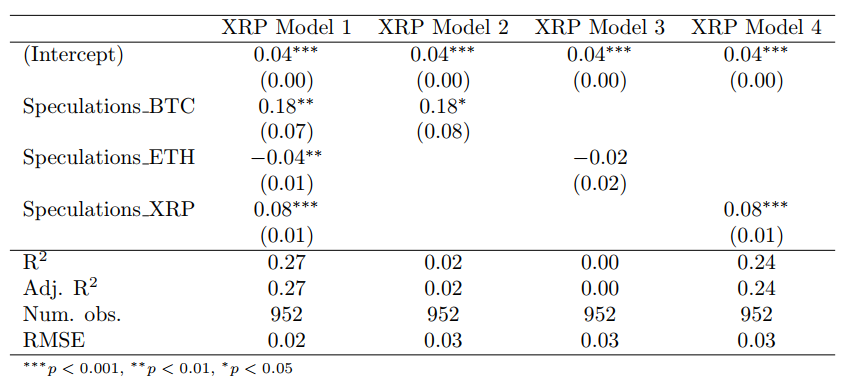 XRP Model 1 XRP Model 2 XRP Model 3 XRP Model 4
(Intercept) 0.04*** 0.04*** 0.04*** 0.04***
(0.00) (0.00) (0.00) (0.00)
Speculations_BTC 0.18** 0.18*
(0.07) (0.08)
Speculations_ETH −0.04** −0.02
(0.01) (0.02)
Speculations_XRP 0.08*** 0.08***
(0.01) (0.01)
R² 0.27 0.02 0.00 0.24
Adj. R² 0.27 0.02 0.00 0.24
Num. obs. 952 952 952 952
RMSE 0.02 0.03 0.03 0.03
***p < 0.001, **p < 0.01, *p < 0.05